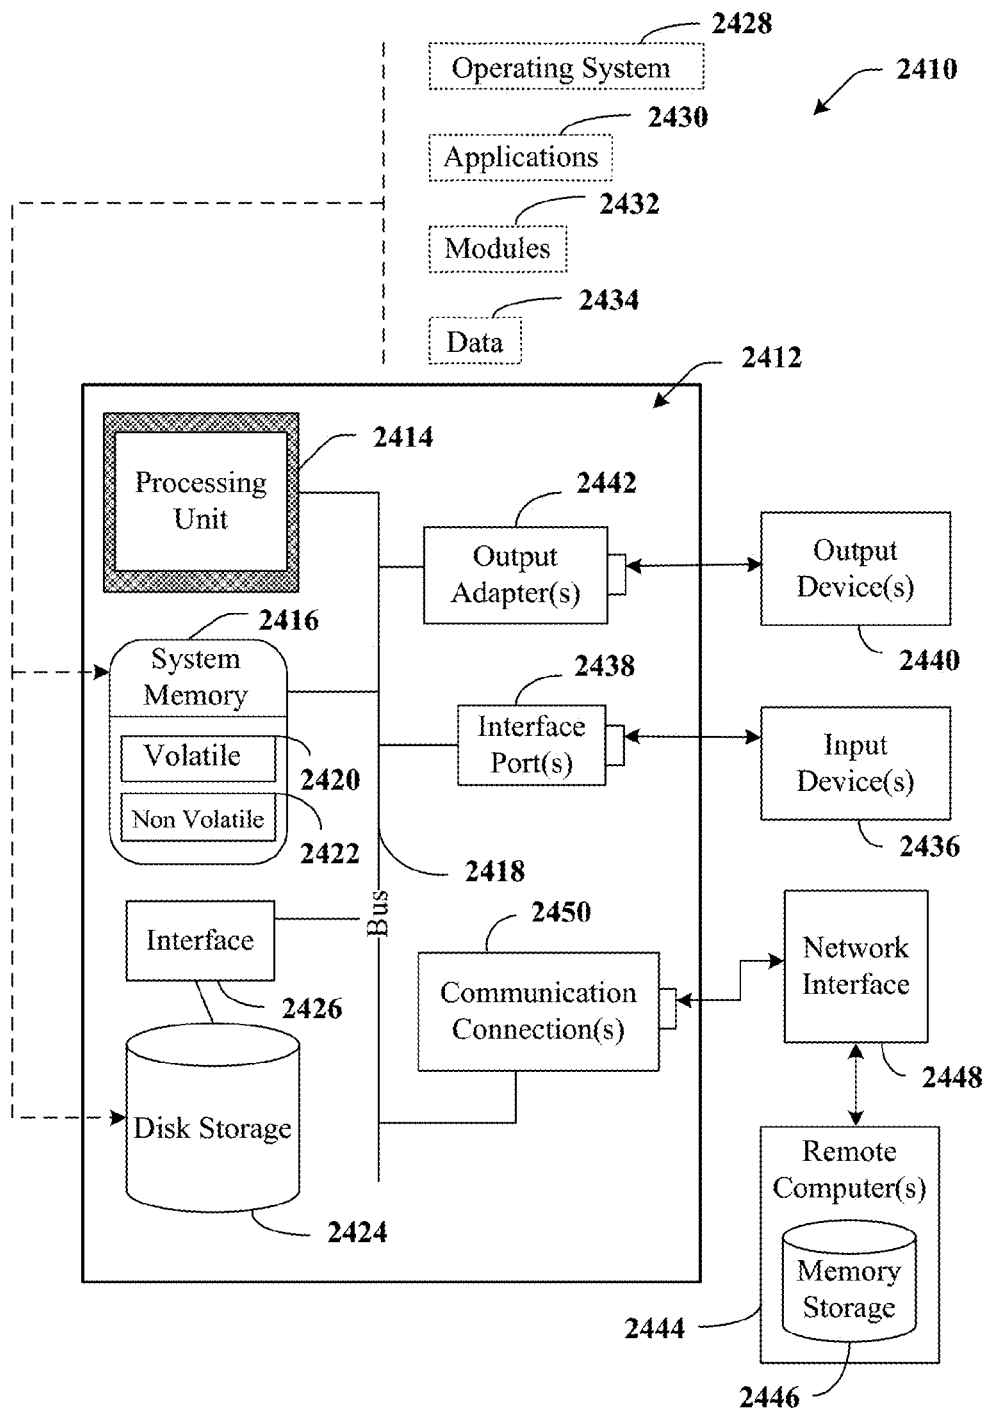 2428
Operating System
2410
2430
Applications
2432
Modules
2434
Data
2412
2414
Processing
Unit
2442
Output
Adapter(s)
Output
Device(s)
2440
2416
System
Memory
2438
Interface
Port(s)
Input
Device(s)
2436
Volatile
2420
Non Volatile
2422
2418
Bus
2450
Interface
2426
Communication
Connection(s)
Network
Interface
2448
Disk Storage
2424
Remote
Computer(s)
Memory
Storage
2444
2446